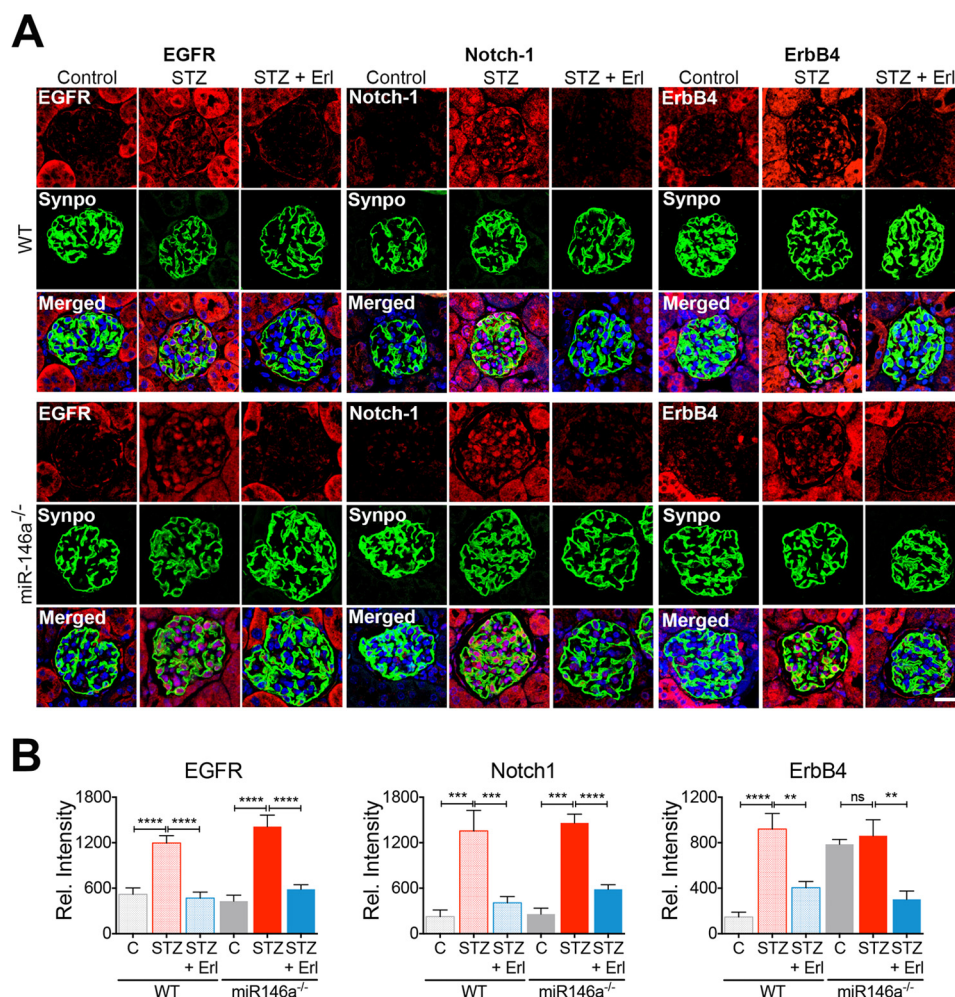 A
EGFR Notch-1 ErbB4
Control STZ STZ + Erl Control STZ STZ + Erl Control STZ STZ + Erl
EGFR Notch-1 ErbB4
Synpo Synpo Synpo
WT
Merged Merged Merged
EGFR Notch-1 ErbB4
Synpo Synpo Synpo
miR-146a-/-
Merged Merged Merged
B
EGFR Notch1 ErbB4
Rel. Intensity
1800
1200
600
0
**** **** **** ****
C STZ STZ C STZ STZ
+ Erl + Erl
WT miR146a-/-
Rel. Intensity
1800
1200
600
0
*** *** *** ****
C STZ STZ C STZ STZ
+ Erl + Erl
WT miR146a-/-
Rel. Intensity
1200
800
400
0
**** ** ns **
C STZ STZ C STZ STZ
+ Erl + Erl
WT miR146a-/-